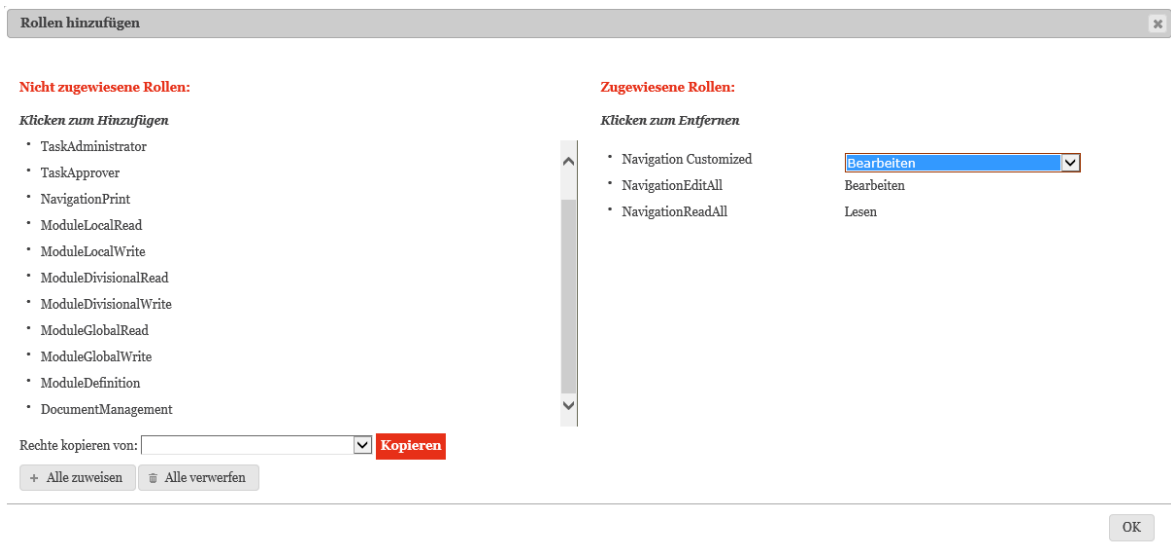 Rollen hinzufügen
Nicht zugewiesene Rollen:
Klicken zum Hinzufügen
TaskAdministrator
TaskApprover
NavigationPrint
ModuleLocalRead
ModuleLocalWrite
ModuleDivisionalRead
ModuleDivisionalWrite
ModuleGlobalRead
ModuleGlobalWrite
ModuleDefinition
DocumentManagement
Rechte kopieren von: Kopieren
+ Alle zuweisen Alle verwerfen
Zugewiesene Rollen:
Klicken zum Entfernen
Navigation Customized Bearbeiten
NavigationEditAll Bearbeiten
NavigationReadAll Lesen
OK